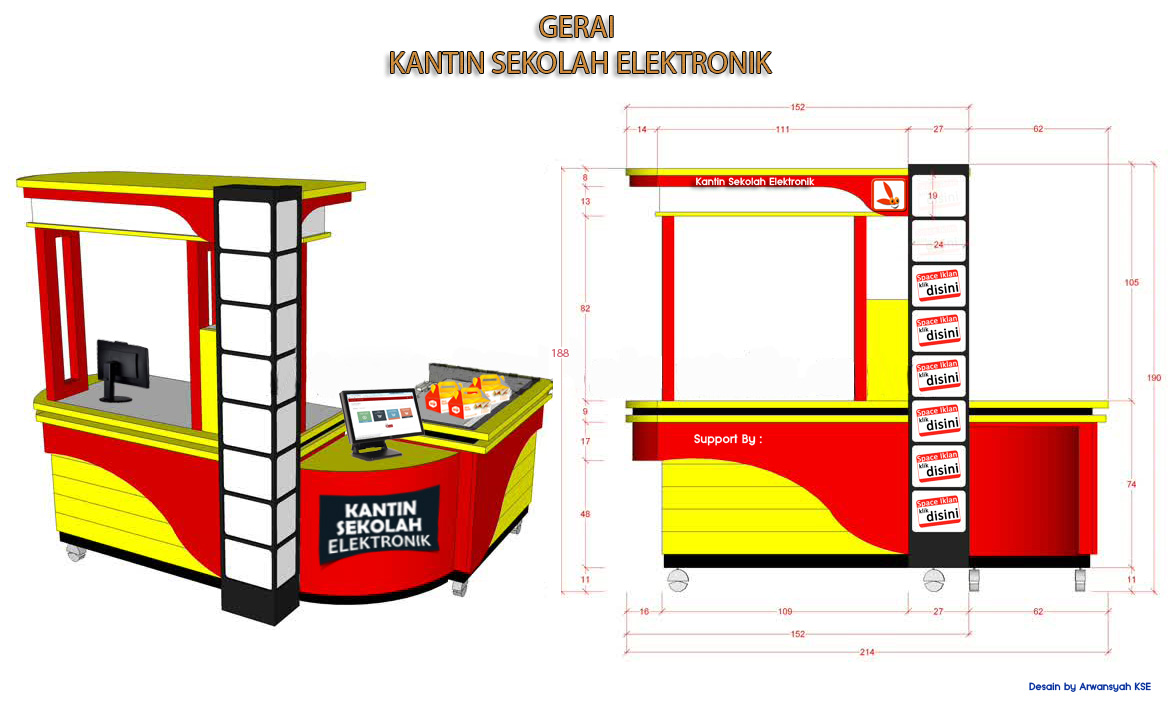 GERAI
KANTIN SEKOLAH ELEKTRONIK
KANTIN
SEKOLAH
ELEKTRONIK
152
14
111
27
62
Kantin Sekolah Elektronik
8
13
82
188
9
17
48
11
19
24
Space Iklan
klik disini
Space Iklan
klik disini
Space Iklan
klik disini
Space Iklan
klik disini
Space Iklan
klik disini
Space Iklan
klik disini
Support By :
105
190
74
11
16
109
27
62
152
214
Desain by Arwansyah KSE